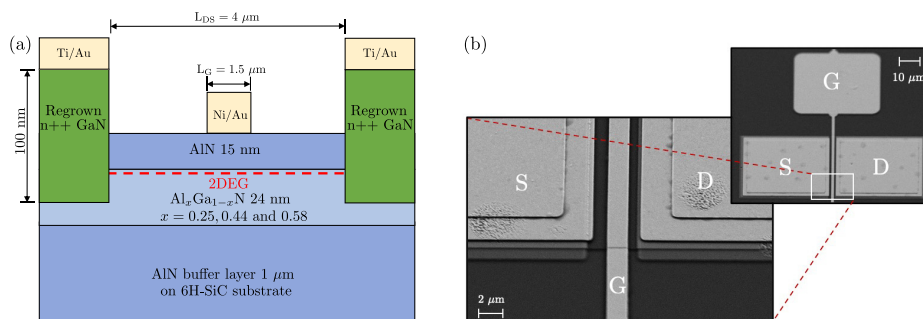 (a)
L_DS = 4 μm
Ti/Au
Ti/Au
L_G = 1.5 μm
100 nm
Regrown
n++ GaN
Ni/Au
Regrown
n++ GaN
AlN 15 nm
2DEG
Al_xGa_{1−x}N 24 nm
x = 0.25, 0.44 and 0.58
AlN buffer layer 1 μm
on 6H-SiC substrate
(b)
G
10 μm
S
D
S
D
G
2 μm